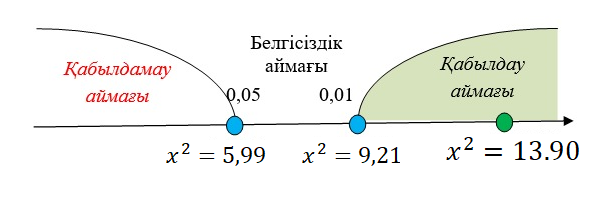 Белгісіздік
аймағы
Қабылдамау
аймағы
Қабылдау
аймағы
0,05
0,01
x² = 5,99
x² = 9,21
x² = 13.90